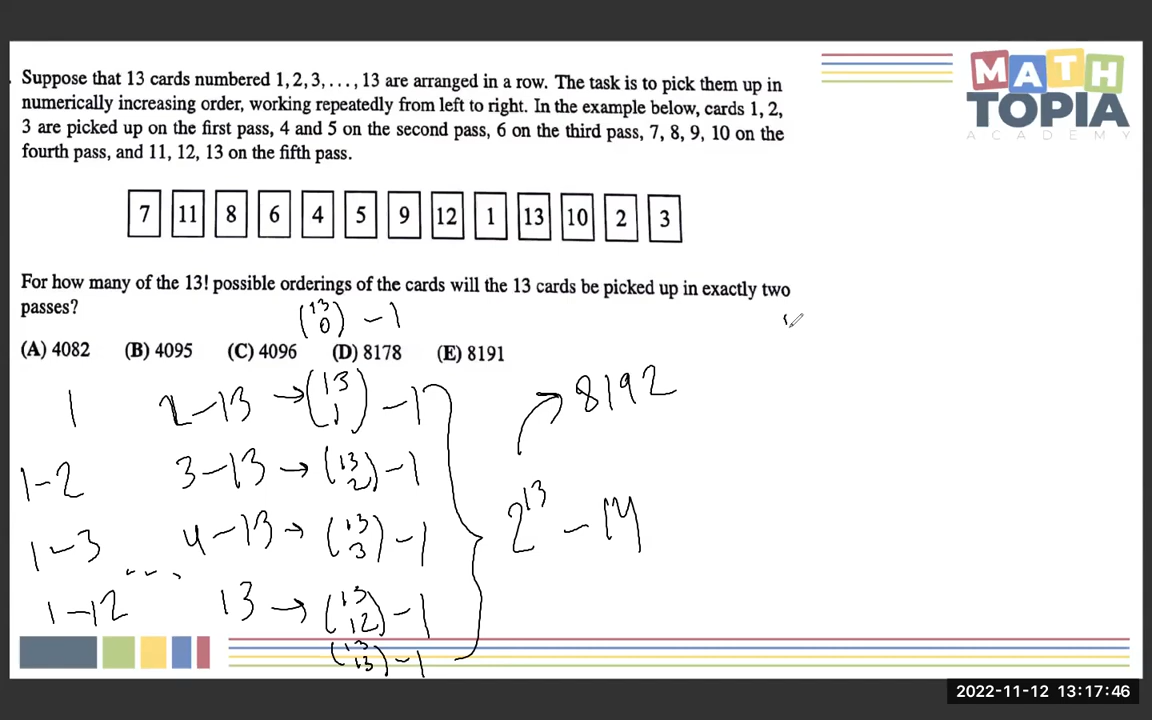 MATH
TOPIA
ACADEMY
. Suppose that 13 cards numbered 1, 2, 3, . . . , 13 are arranged in a row. The task is to pick them up in
numerically increasing order, working repeatedly from left to right. In the example below, cards 1, 2,
3 are picked up on the first pass, 4 and 5 on the second pass, 6 on the third pass, 7, 8, 9, 10 on the
fourth pass, and 11, 12, 13 on the fifth pass.
7 11 8 6 4 5 9 12 1 13 10 2 3
For how many of the 13! possible orderings of the cards will the 13 cards be picked up in exactly two
passes?
(13 0) - 1
(A) 4082 (B) 4095 (C) 4096 (D) 8178 (E) 8191
1 2-13 → (13 1) - 1
1-2 3-13 → (13 2) - 1
1-3 4-13 → (13 3) - 1
...
1-12 13 → (13 12) - 1
(13 13) - 1
8192
2^13 - 14
2022-11-12 13:17:46